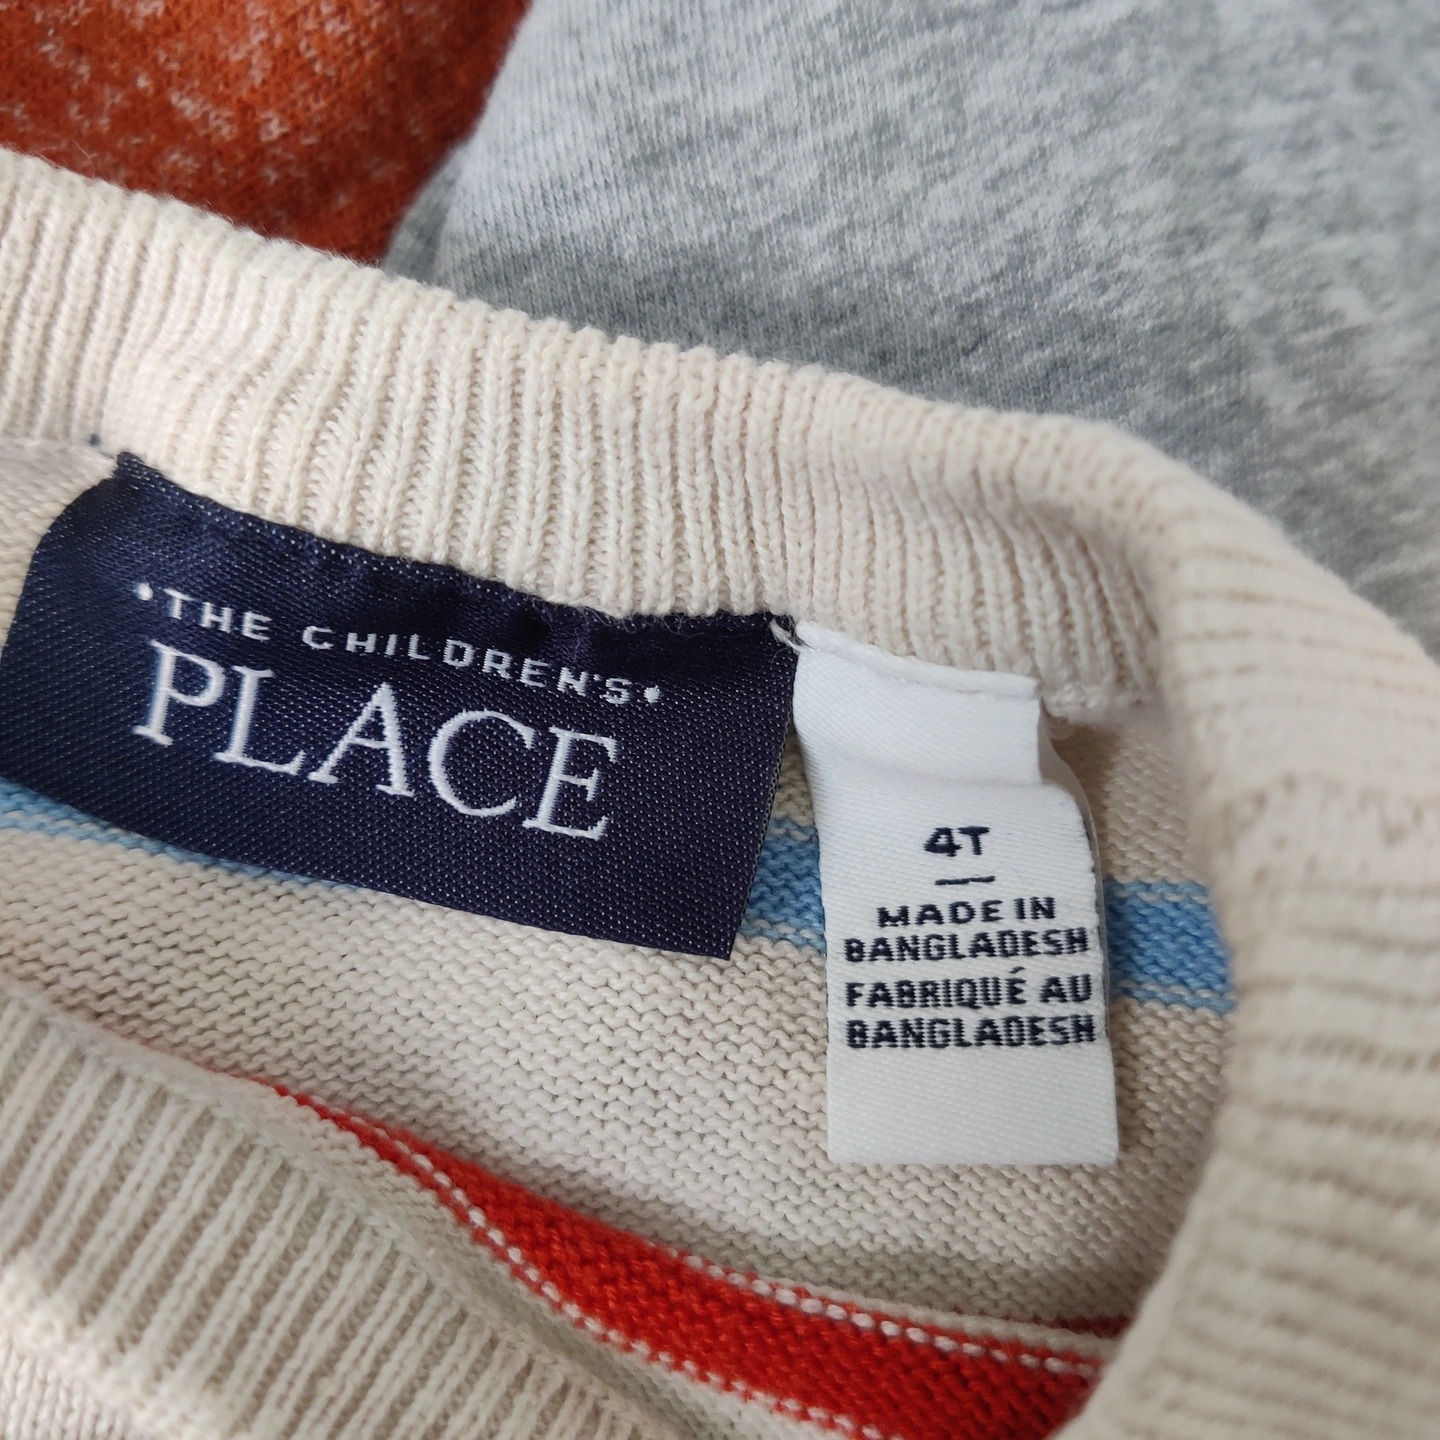 THE CHILDREN'S
PLACE
4T
MADE IN
BANGLADESH
FABRIQUÉ AU
BANGLADESH